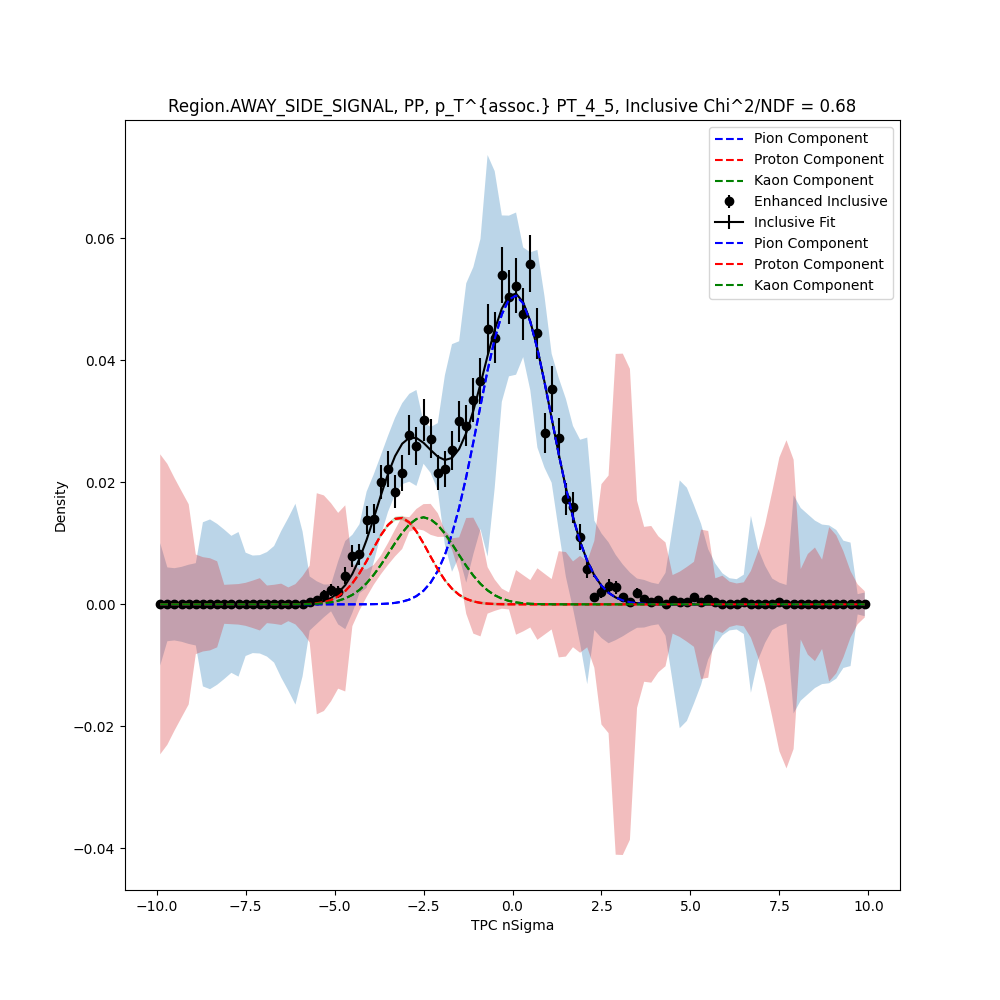 Region.AWAY_SIDE_SIGNAL, PP, p_T^{assoc.} PT_4_5, Inclusive Chi^2/NDF = 0.68
Pion Component
Proton Component
Kaon Component
Enhanced Inclusive
Inclusive Fit
Pion Component
Proton Component
Kaon Component
0.06
0.04
0.02
0.00
−0.02
−0.04
Density
−10.0 −7.5 −5.0 −2.5 0.0 2.5 5.0 7.5 10.0
TPC nSigma